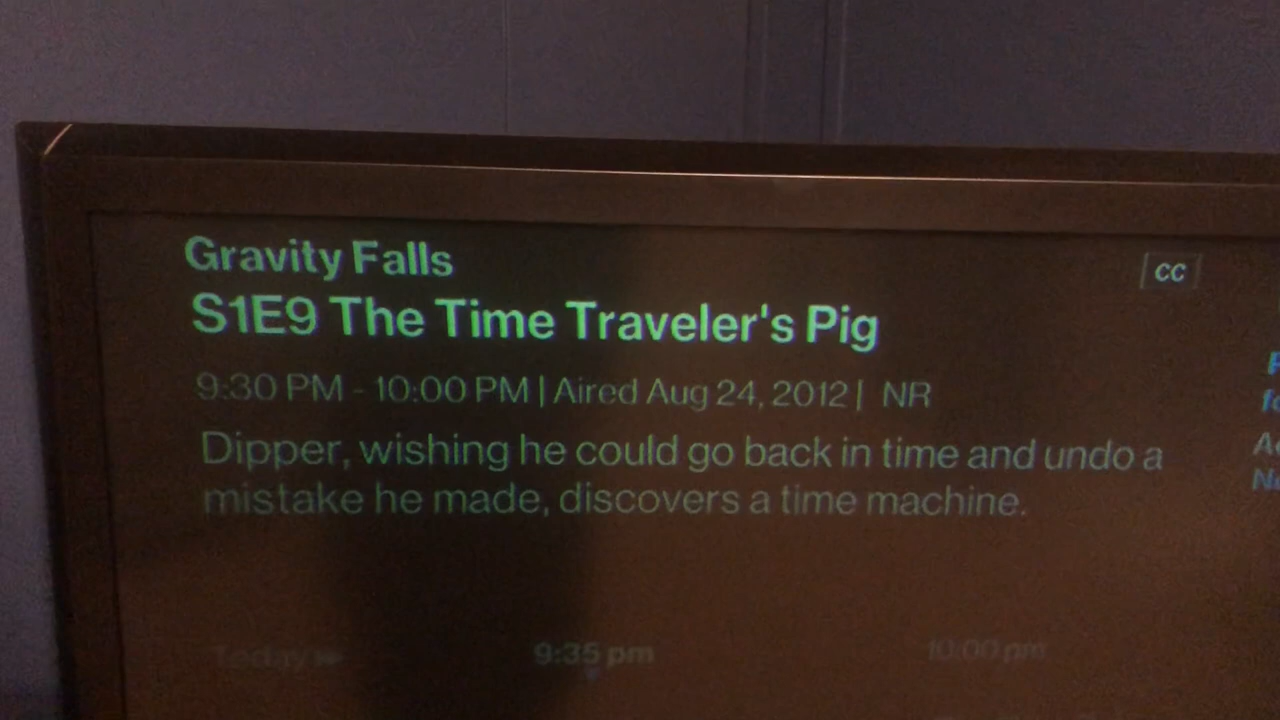 Gravity Falls
CC
S1E9 The Time Traveler's Pig
9:30 PM - 10:00 PM | Aired Aug 24, 2012 | NR
Dipper, wishing he could go back in time and undo a
mistake he made, discovers a time machine.
Today
9:35 pm
10:00 pm